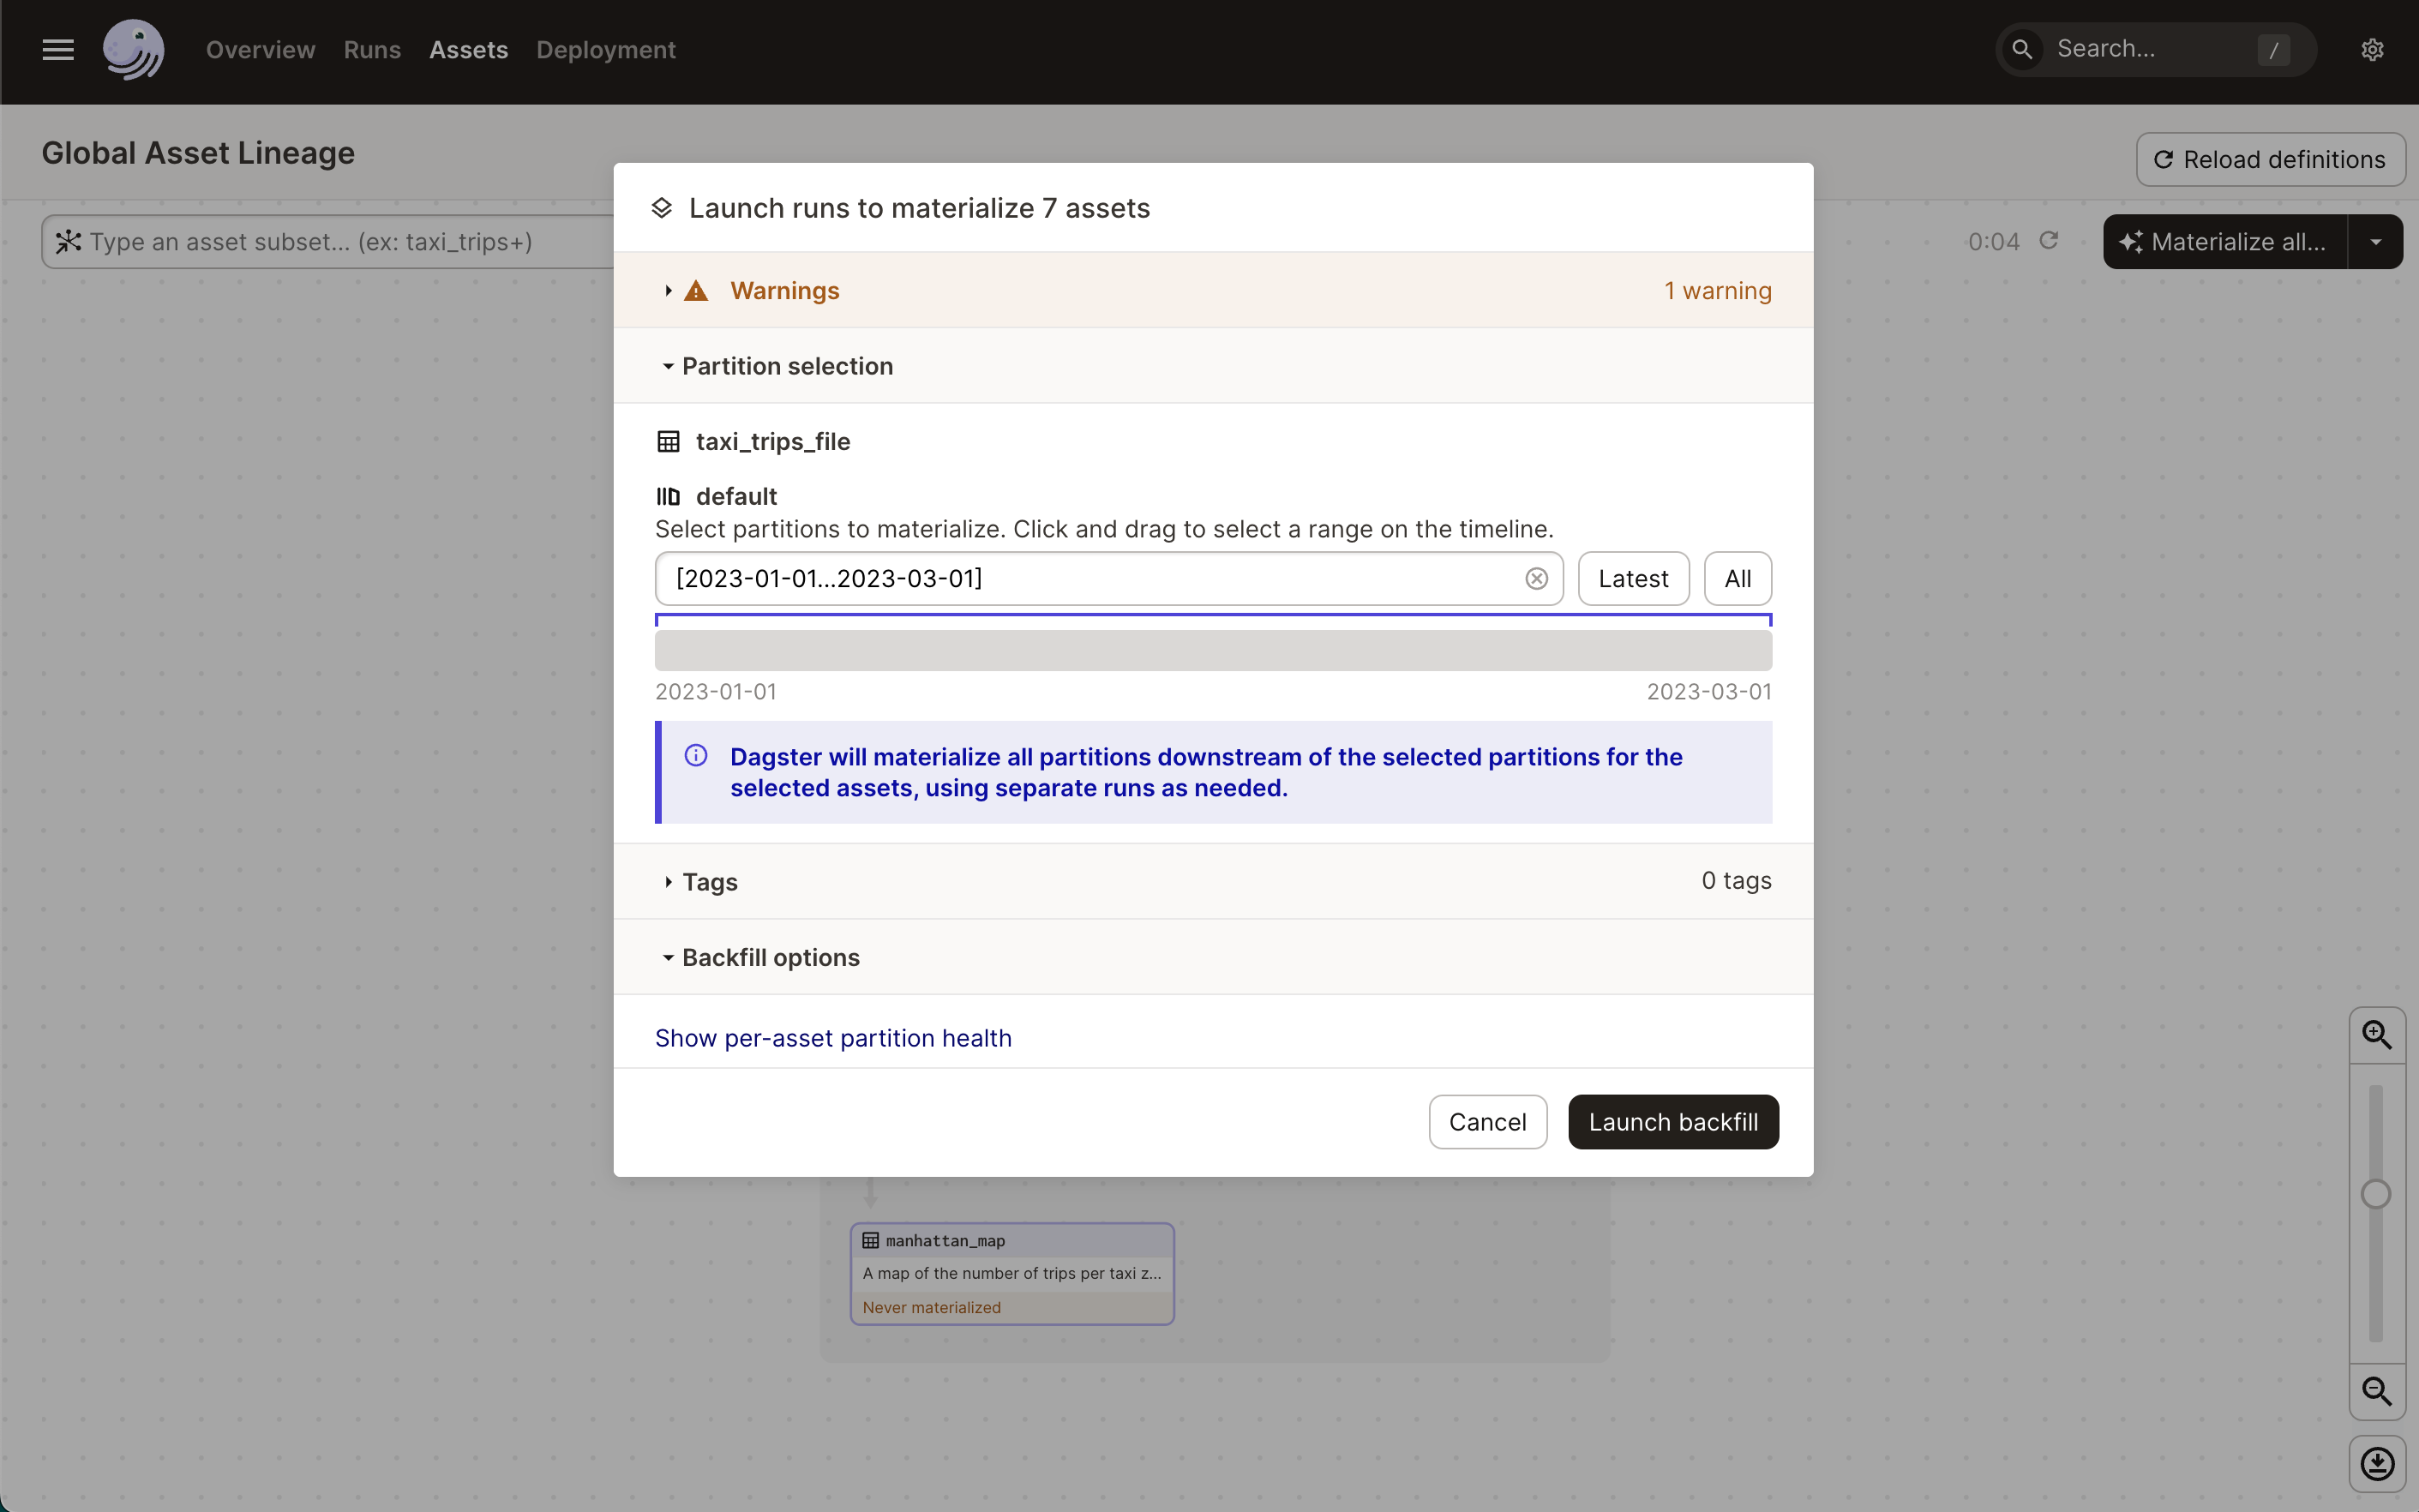 Overview Runs Assets Deployment
Search... /
Global Asset Lineage
Reload definitions
Type an asset subset… (ex: taxi_trips+)
0:04
Materialize all…
Launch runs to materialize 7 assets
Warnings
1 warning
Partition selection
taxi_trips_file
default
Select partitions to materialize. Click and drag to select a range on the timeline.
[2023-01-01...2023-03-01]
Latest
All
2023-01-01
2023-03-01
Dagster will materialize all partitions downstream of the selected partitions for the
selected assets, using separate runs as needed.
Tags
0 tags
Backfill options
Show per-asset partition health
Cancel
Launch backfill
manhattan_map
A map of the number of trips per taxi z…
Never materialized